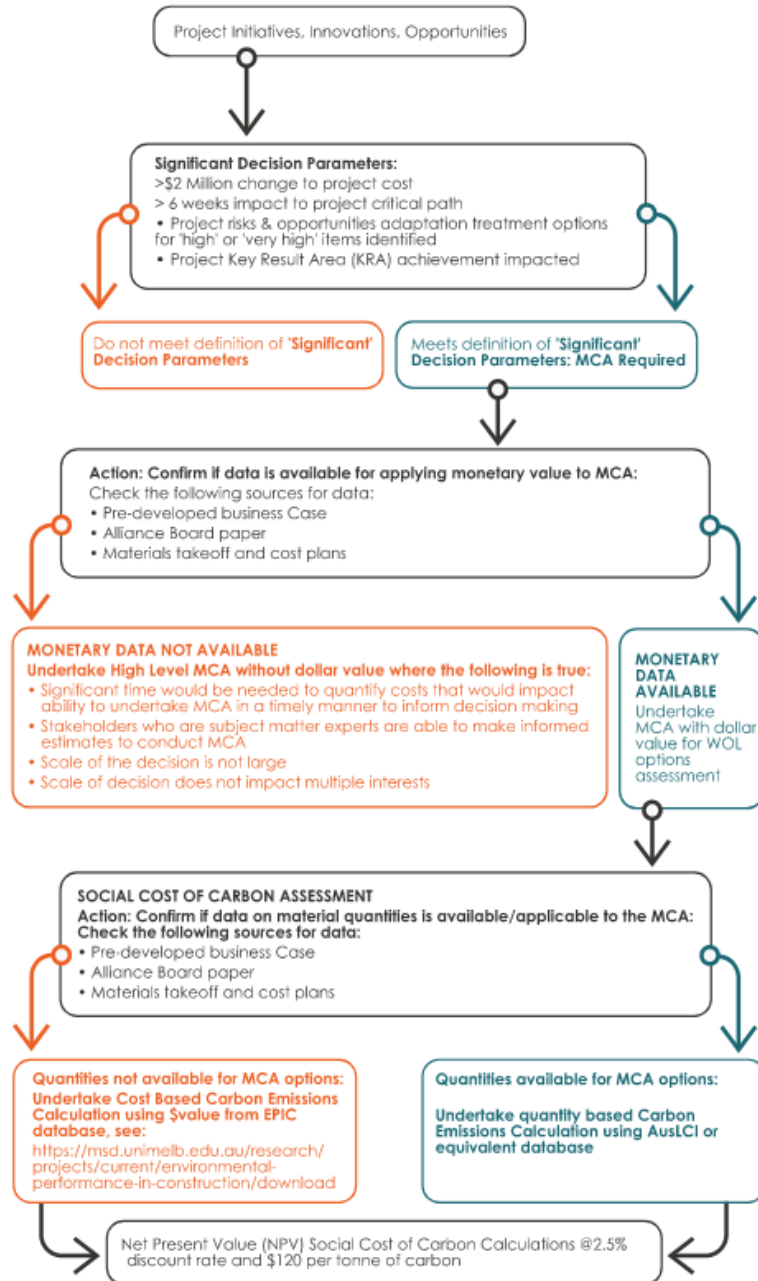 Project Initiatives, Innovations, Opportunities
Significant Decision Parameters:
>$2 Million change to project cost
> 6 weeks impact to project critical path
• Project risks & opportunities adaptation treatment options
for 'high' or 'very high' items identified
• Project Key Result Area (KRA) achievement impacted
Do not meet definition of 'Significant'
Decision Parameters
Meets definition of 'Significant'
Decision Parameters: MCA Required
Action: Confirm if data is available for applying monetary value to MCA:
Check the following sources for data:
• Pre-developed business Case
• Alliance Board paper
• Materials takeoff and cost plans
MONETARY DATA NOT AVAILABLE
Undertake High Level MCA without dollar value where the following is true:
• Significant time would be needed to quantify costs that would impact
ability to undertake MCA in a timely manner to inform decision making
• Stakeholders who are subject matter experts are able to make informed
estimates to conduct MCA
• Scale of the decision is not large
• Scale of decision does not impact multiple interests
MONETARY
DATA
AVAILABLE
Undertake
MCA with dollar
value for WOL
options
assessment
SOCIAL COST OF CARBON ASSESSMENT
Action: Confirm if data on material quantities is available/applicable to the MCA:
Check the following sources for data:
• Pre-developed business Case
• Alliance Board paper
• Materials takeoff and cost plans
Quantities not available for MCA options:
Undertake Cost Based Carbon Emissions
Calculation using $value from EPIC
database, see:
https://msd.unimelb.edu.au/research/
projects/current/environmental-
performance-in-construction/download
Quantities available for MCA options:
Undertake quantity based Carbon
Emissions Calculation using AusLCI or
equivalent database
Net Present Value (NPV) Social Cost of Carbon Calculations @2.5%
discount rate and $120 per tonne of carbon